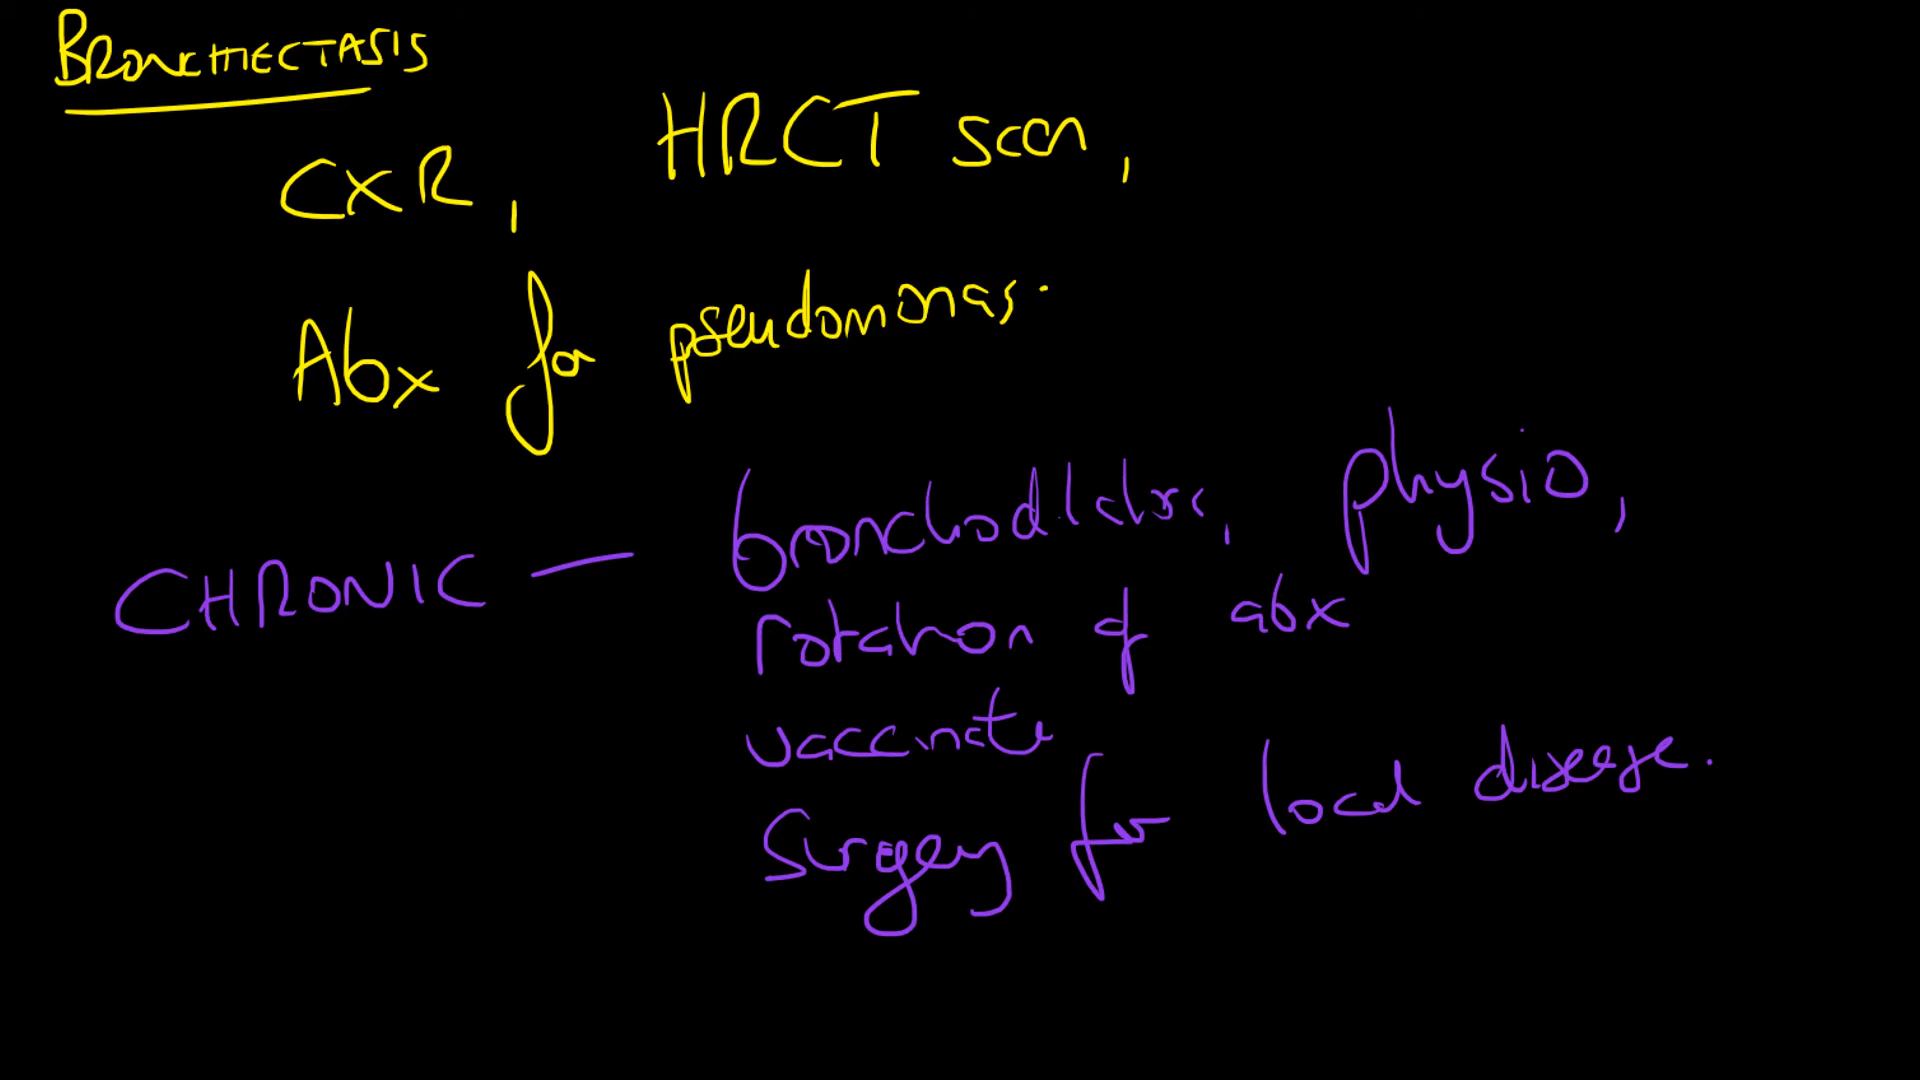 BRONCHIECTASIS
CXR, HRCT scan,
Abx for pseudomonas.
CHRONIC — bronchodilators, physio,
rotation of abx
vaccinate
Surgery for local disease.